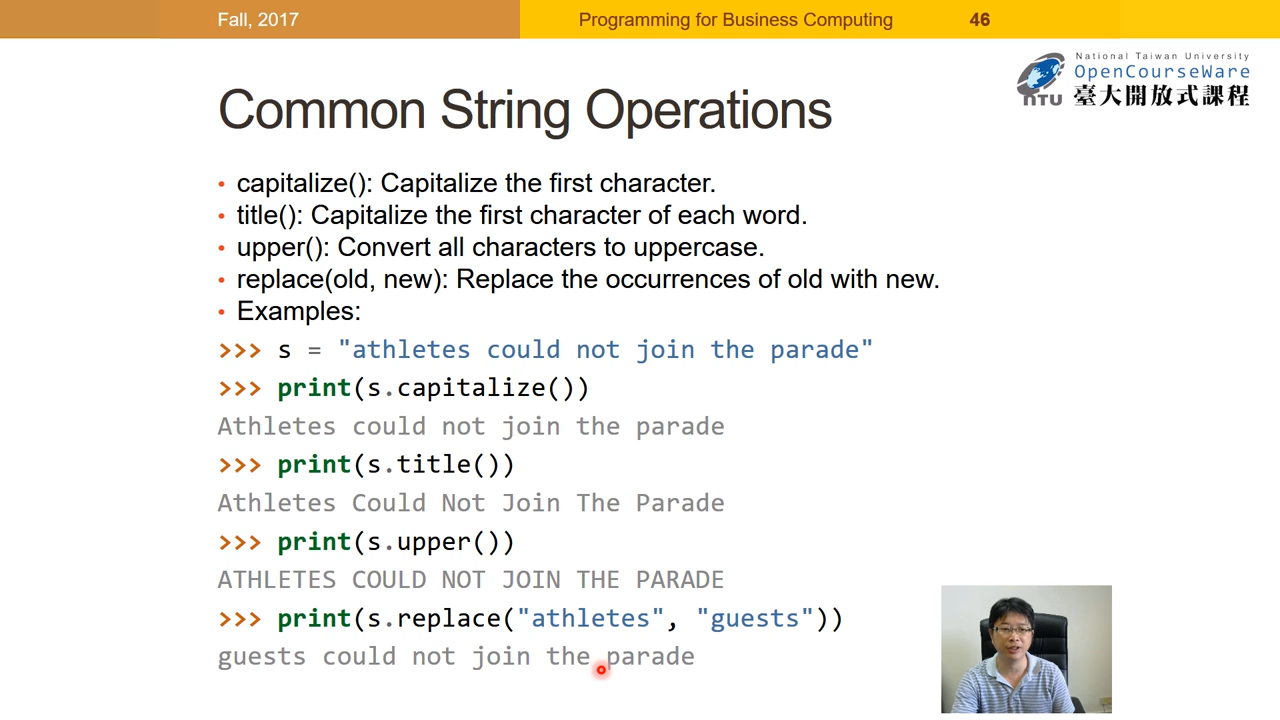 Fall, 2017
Programming for Business Computing
46
National Taiwan University
OpenCourseWare
NTU 臺大開放式課程
Common String Operations
• capitalize(): Capitalize the first character.
• title(): Capitalize the first character of each word.
• upper(): Convert all characters to uppercase.
• replace(old, new): Replace the occurrences of old with new.
• Examples:
>>> s = "athletes could not join the parade"
>>> print(s.capitalize())
Athletes could not join the parade
>>> print(s.title())
Athletes Could Not Join The Parade
>>> print(s.upper())
ATHLETES COULD NOT JOIN THE PARADE
>>> print(s.replace("athletes", "guests"))
guests could not join the parade